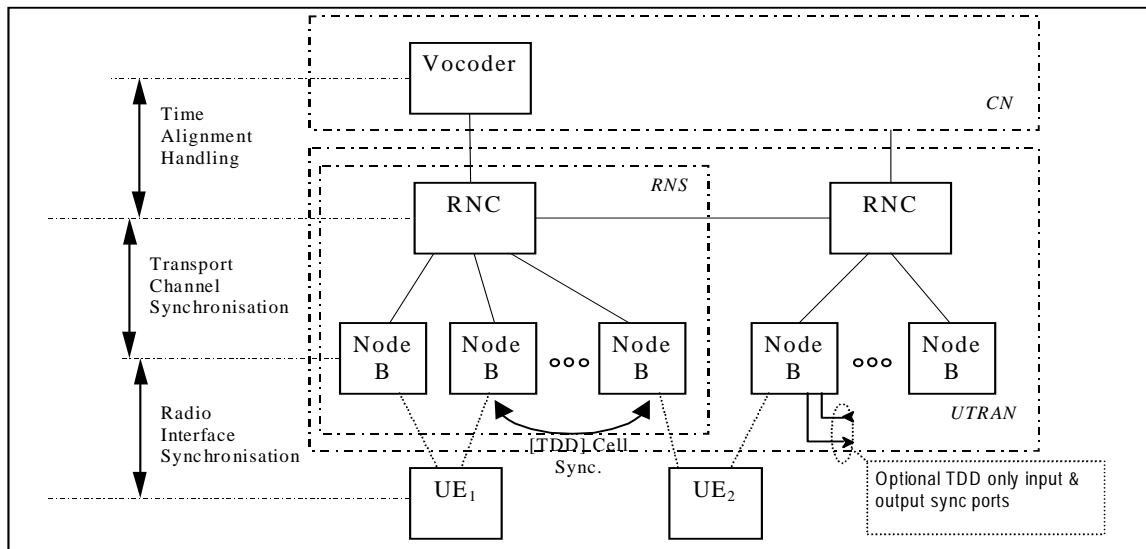 Vocoder
CN
Time
Alignment
Handling
RNS
RNC
RNC
Transport
Channel
Synchronisation
Node
B
Node
B
Node
B
Node
B
Node
B
UTRAN
Radio
Interface
Synchronisation
[TDD] Cell
Sync.
UE1
UE2
Optional TDD only input &
output sync ports